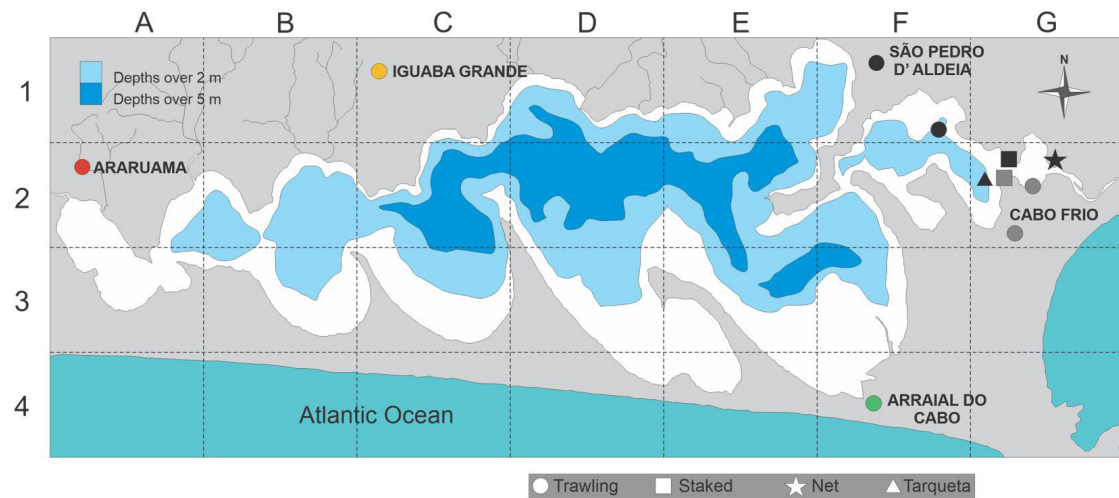 A B C D E F G
1
2
3
4
Depths over 2 m
Depths over 5 m
IGUABA GRANDE
SÃO PEDRO
D' ALDEIA
N
ARARUAMA
CABO FRIO
ARRAIAL DO
CABO
Atlantic Ocean
Trawling Staked Net Tarqueta